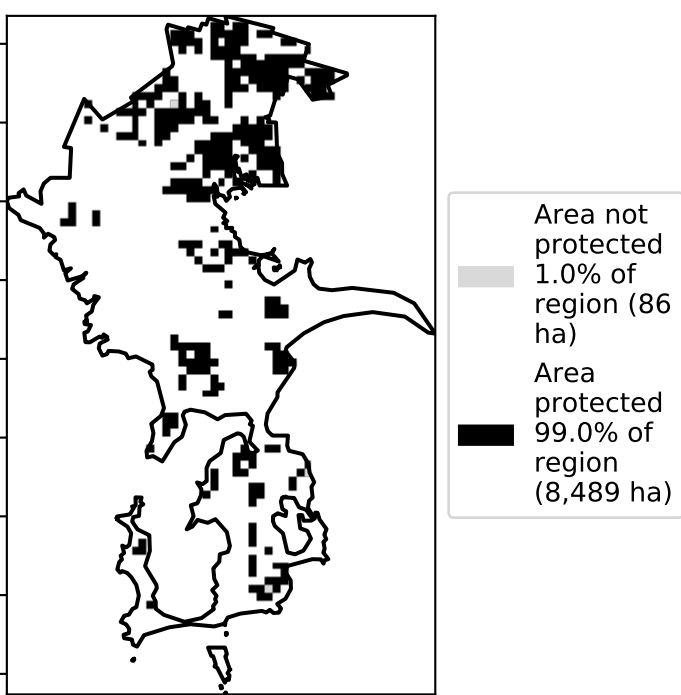 Area not
protected
1.0% of
region (86
ha)
Area
protected
99.0% of
region
(8,489 ha)